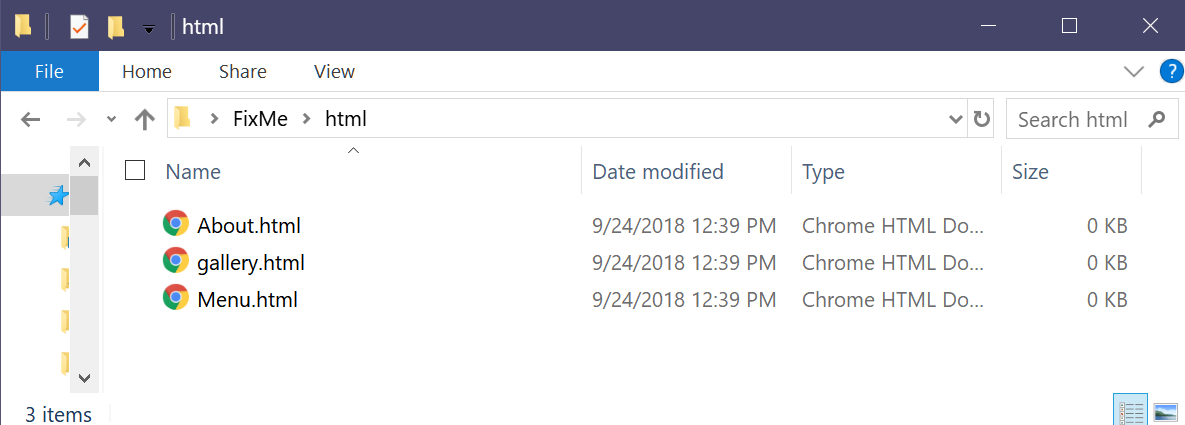 html
File Home Share View ?
FixMe html Search html
Name Date modified Type Size
About.html 9/24/2018 12:39 PM Chrome HTML Do... 0 KB
gallery.html 9/24/2018 12:39 PM Chrome HTML Do... 0 KB
Menu.html 9/24/2018 12:39 PM Chrome HTML Do... 0 KB
3 items